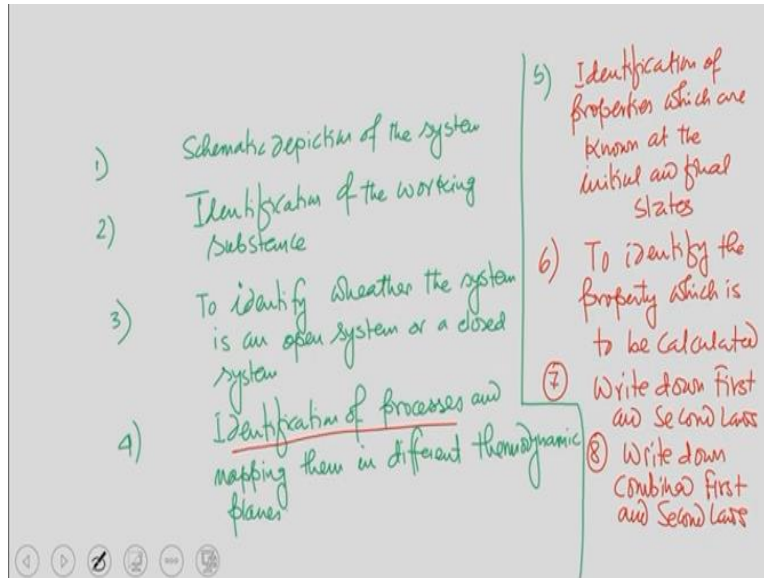 1) Schematic depiction of the system
2) Identification of the working
substance
3) To identify wheather the system
is an open system or a closed
system
4) Identification of processes and
mapping them in different thermodynamic
planes
5) Identification of
properties which are
known at the
initial and final
states
6) To identify the
property which is
to be calculated
7 Write down First
and Second Laws
8 Write down
combined First
and Second Laws